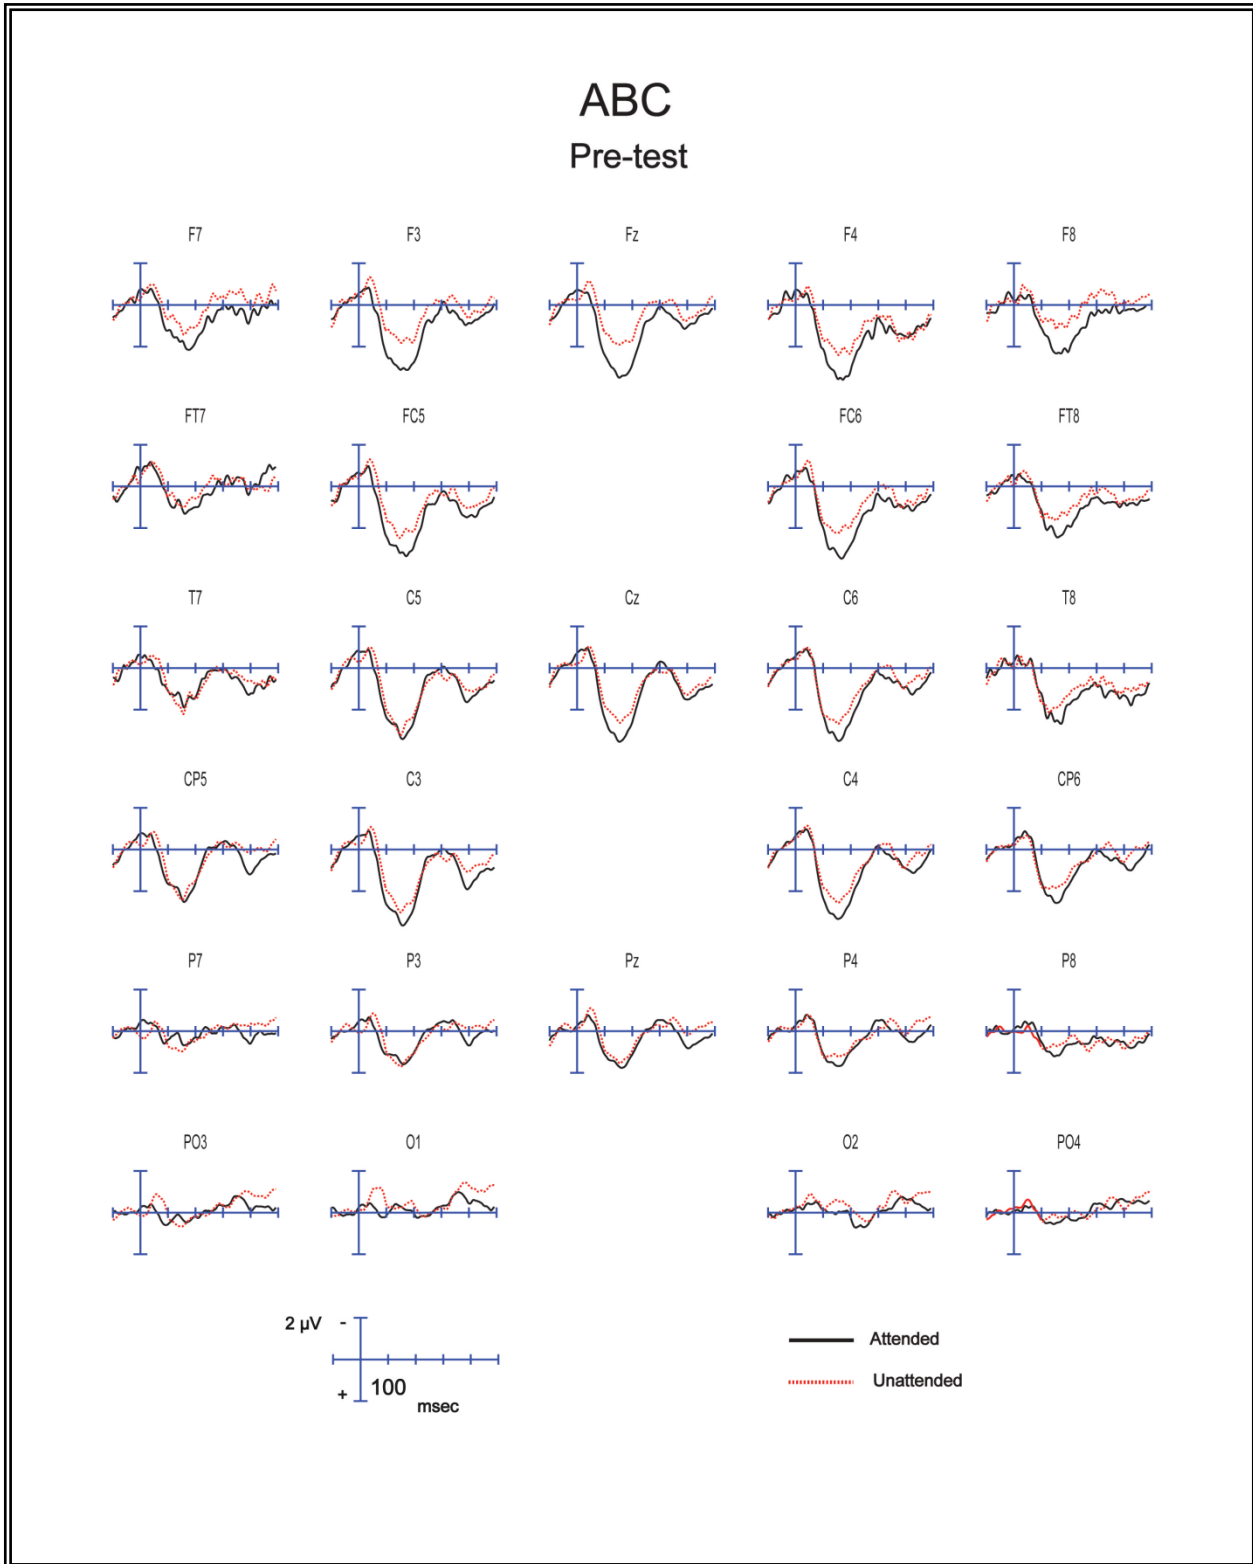 ABC
Pre-test
F7 F3 Fz F4 F8
FT7 FC5 FC6 FT8
T7 C5 Cz C6 T8
CP5 C3 C4 CP6
P7 P3 Pz P4 P8
PO3 O1 O2 PO4
2 µV -
+ 100
msec
Attended
Unattended